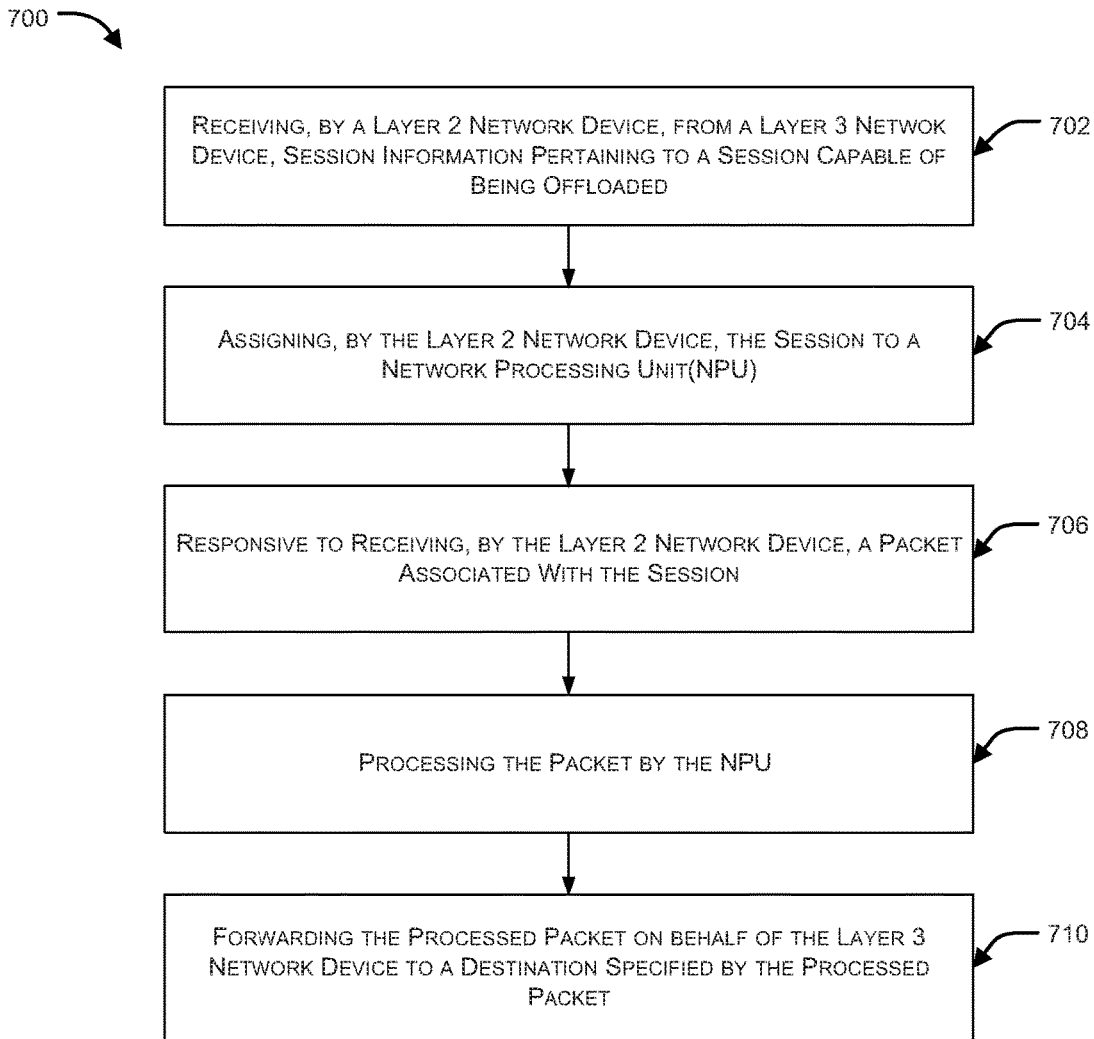 700
RECEIVING, BY A LAYER 2 NETWORK DEVICE, FROM A LAYER 3 NETWOK
DEVICE, SESSION INFORMATION PERTAINING TO A SESSION CAPABLE OF
BEING OFFLOADED
702
ASSIGNING, BY THE LAYER 2 NETWORK DEVICE, THE SESSION TO A
NETWORK PROCESSING UNIT(NPU)
704
RESPONSIVE TO RECEIVING, BY THE LAYER 2 NETWORK DEVICE, A PACKET
ASSOCIATED WITH THE SESSION
706
PROCESSING THE PACKET BY THE NPU
708
FORWARDING THE PROCESSED PACKET ON BEHALF OF THE LAYER 3
NETWORK DEVICE TO A DESTINATION SPECIFIED BY THE PROCESSED
PACKET
710